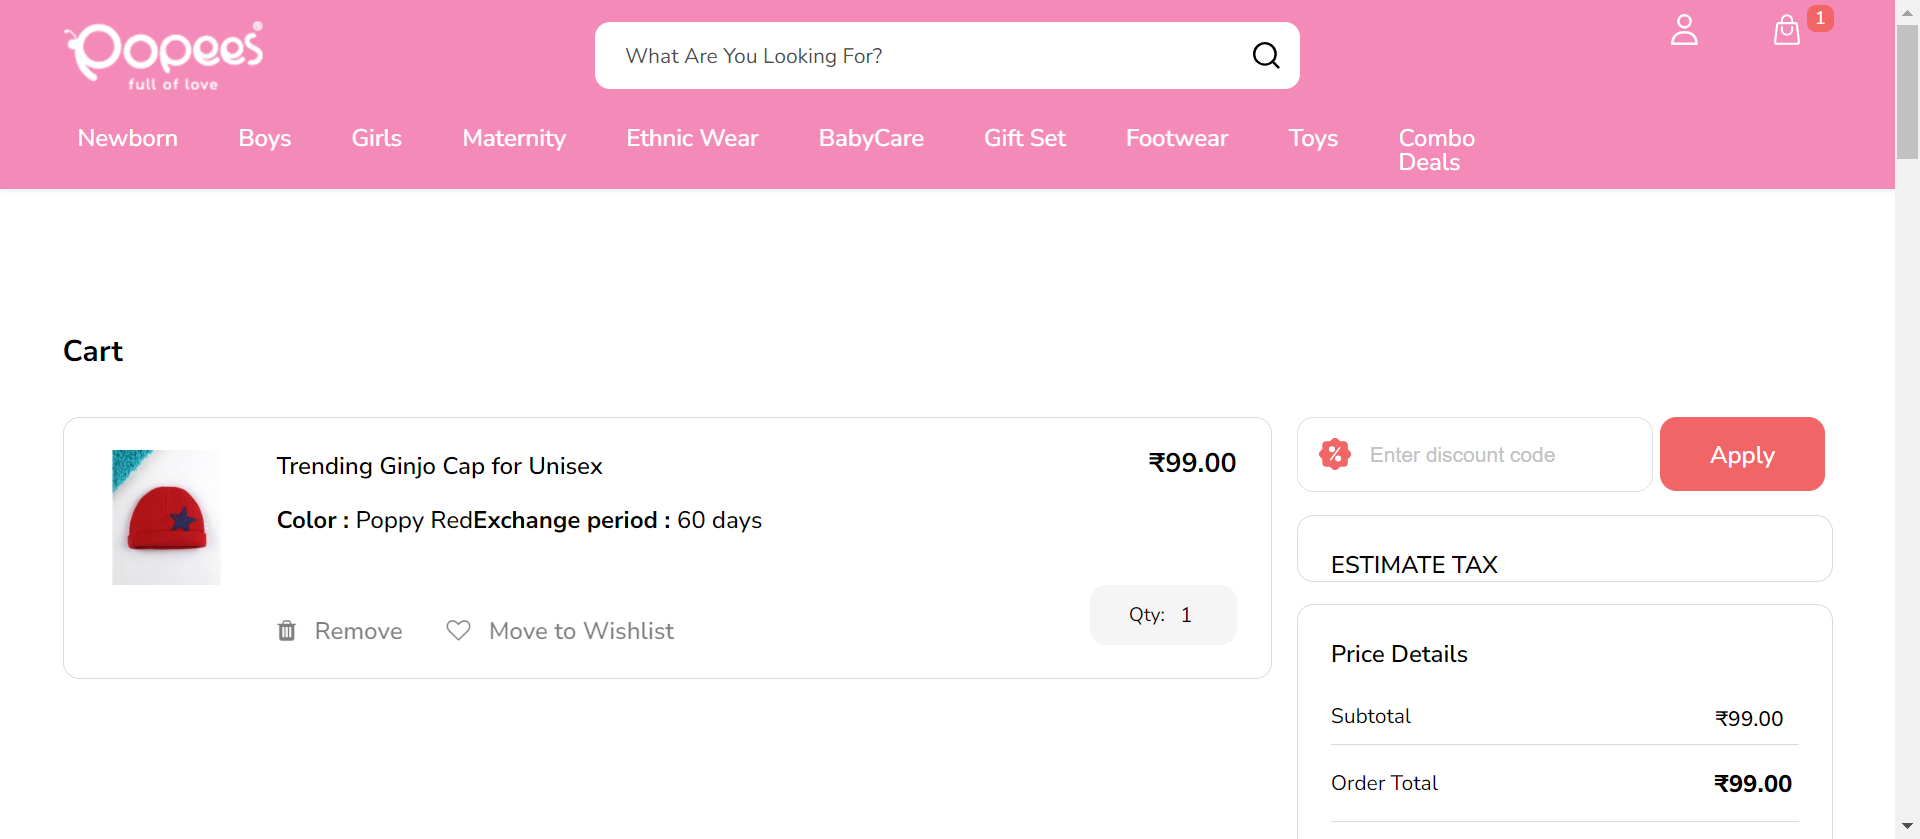 Popees®
full of love
What Are You Looking For?
1
Newborn
Boys
Girls
Maternity
Ethnic Wear
BabyCare
Gift Set
Footwear
Toys
Combo
Deals
Cart
Trending Ginjo Cap for Unisex
₹99.00
Color : Poppy RedExchange period : 60 days
Remove
Move to Wishlist
Qty: 1
Enter discount code
Apply
ESTIMATE TAX
Price Details
Subtotal ₹99.00
Order Total ₹99.00